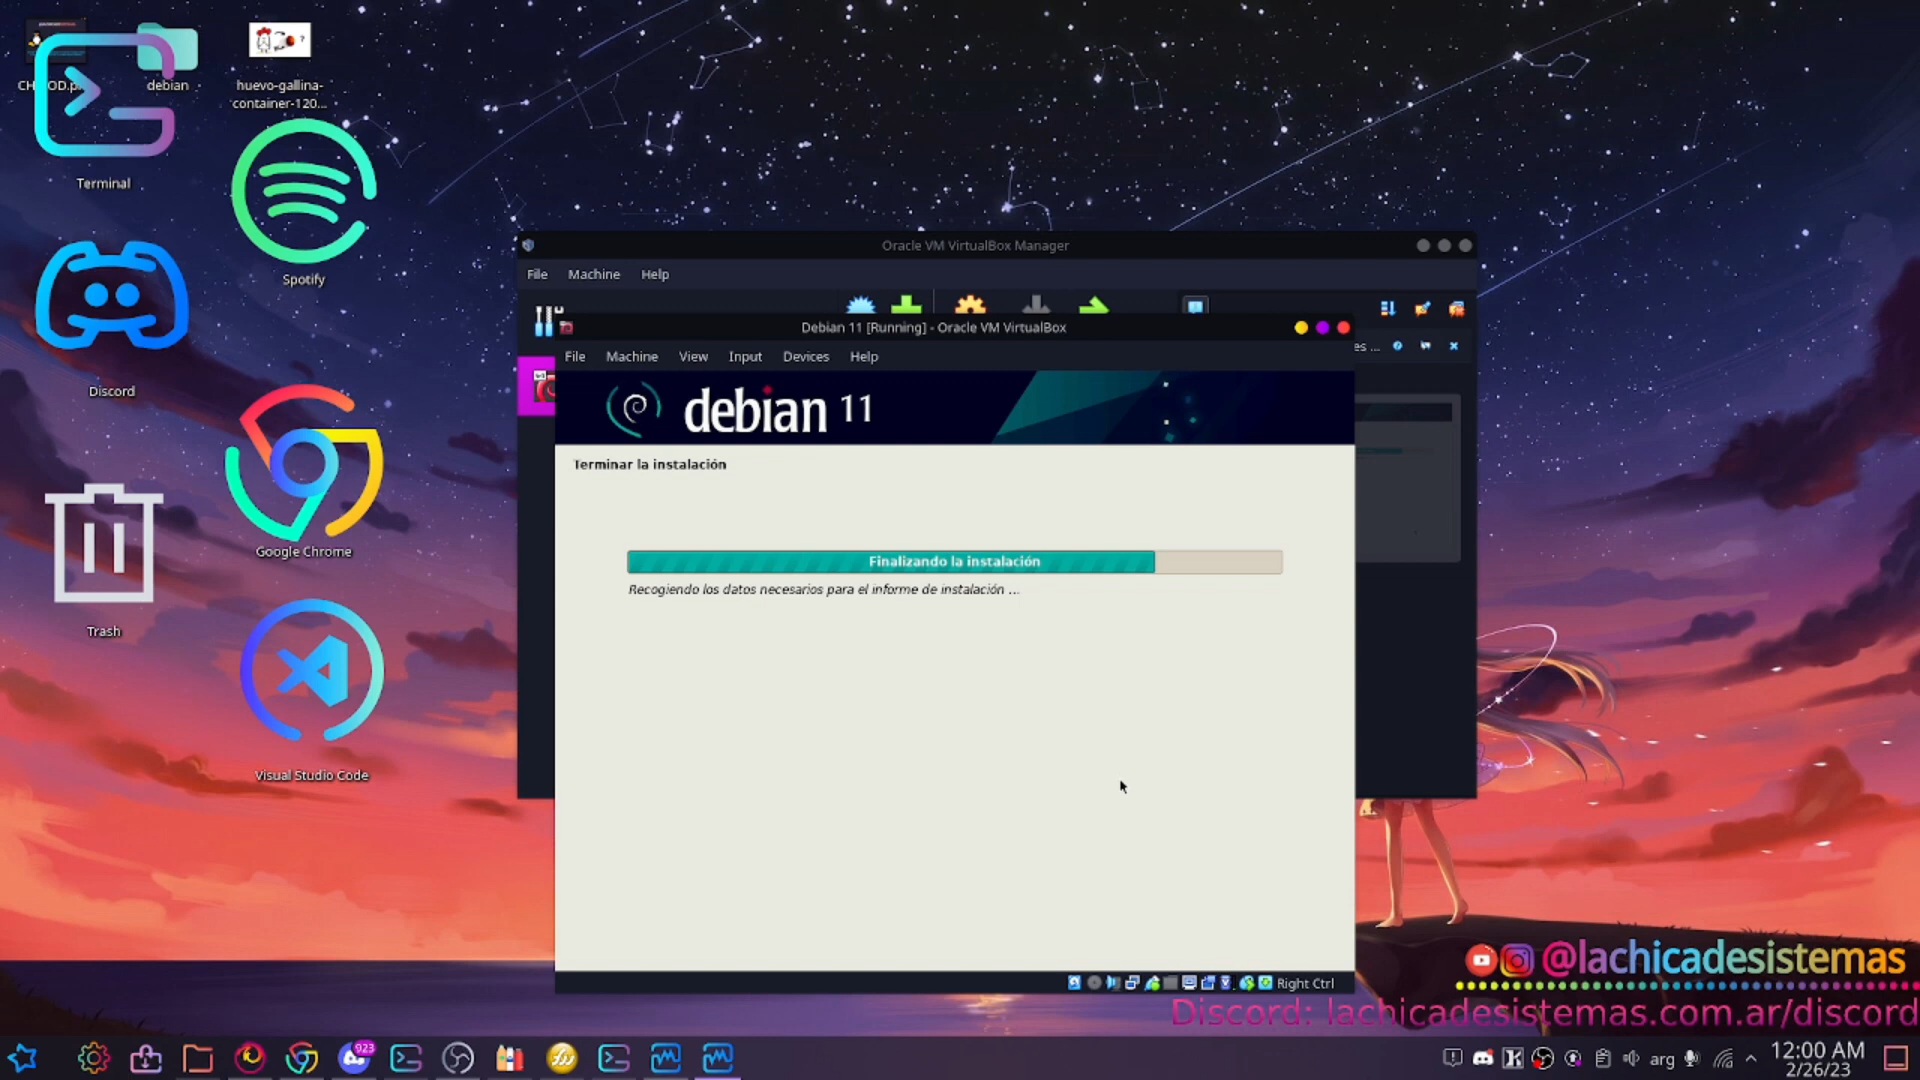 debian
huevo-gallina-
container-120...
Terminal
Spotify
Discord
Google Chrome
Trash
Visual Studio Code
Oracle VM VirtualBox Manager
File Machine Help
Debian 11 [Running] - Oracle VM VirtualBox
File Machine View Input Devices Help
debian 11
Terminar la instalación
Finalizando la instalación
Recogiendo los datos necesarios para el informe de instalación ...
Right Ctrl
@lachicadesistemas
Discord: lachicadesistemas.com.ar/discord
923
arg
12:00 AM
2/26/23